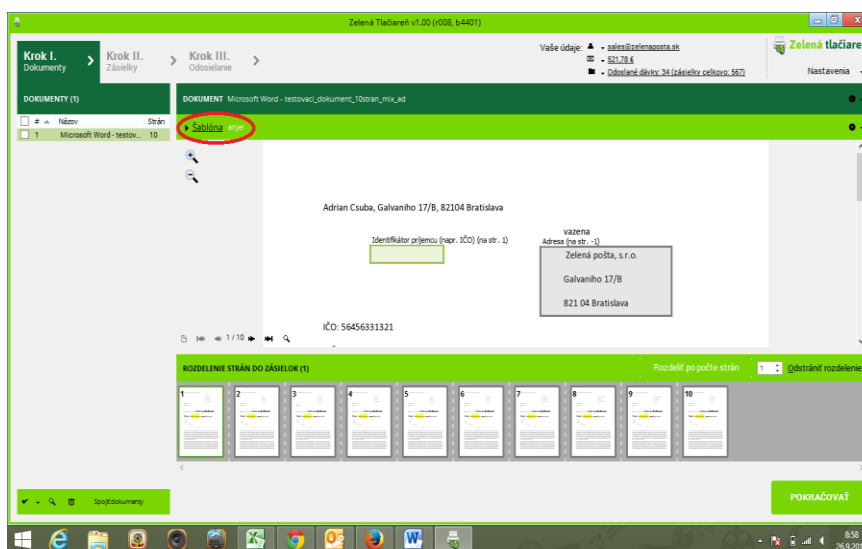 Zelená Tlačiareň v1.00 (r008, b4401)
Krok I.
Dokumenty
Krok II.
Zásielky
Krok III.
Odosielanie
Vaše údaje:
sales@zelenaposta.sk
521,78 €
Odoslané dávky: 34 (zásielky celkovo: 567)
Zelená tlačiare
Nastavenia
DOKUMENTY (1)
# Názov Strán
1 Microsoft Word - testov... 10
DOKUMENT Microsoft Word - testovaci_dokument_10stran_mix_ad
Šablóna anjel
Adrian Csuba, Galvaniho 17/B, 82104 Bratislava
Identifikátor príjemcu (napr. IČO) (na str. 1)
vazena
Adresa (na str. -1)
Zelená pošta, s.r.o.
Galvaniho 17/B
821 04 Bratislava
IČO: 56456331321
1 / 10
ROZDELENIE STRÁN DO ZÁSIELOK (1)
Rozdeliť po počte strán
1
Odstrániť rozdelenie
1 2 3 4 5 6 7 8 9 10
Spojiť dokumenty
POKRAČOVAŤ
8:58